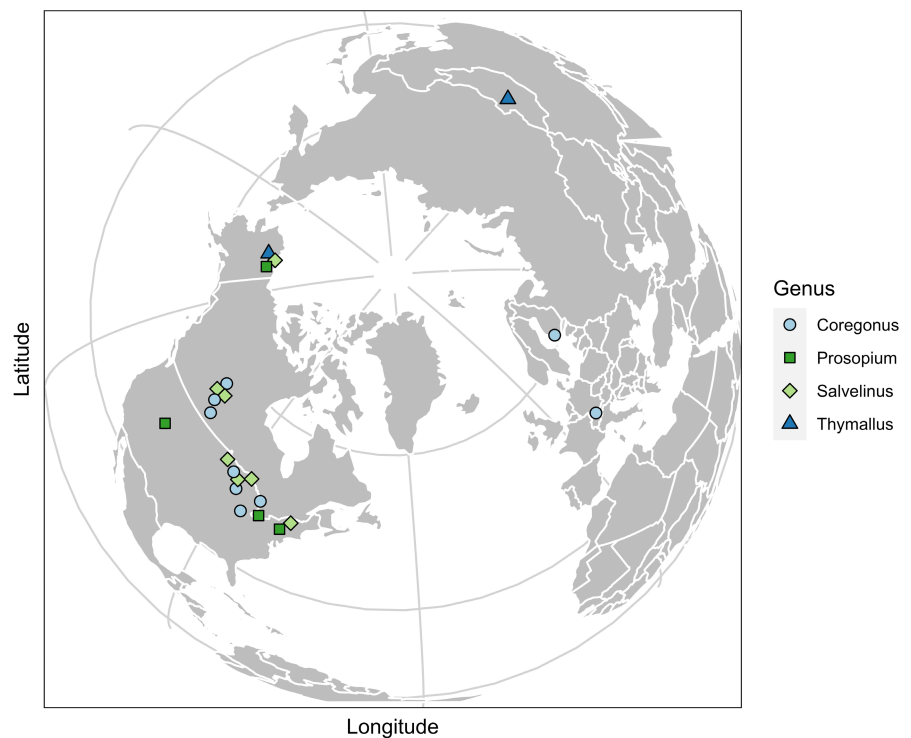 Latitude
Longitude
Genus
Coregonus
Prosopium
Salvelinus
Thymallus